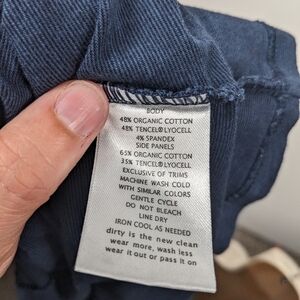 BODY
48% ORGANIC COTTON
48% TENCEL® LYOCELL
4% SPANDEX
SIDE PANELS
65% ORGANIC COTTON
35% TENCEL® LYOCELL
EXCLUSIVE OF TRIMS
MACHINE WASH COLD
WITH SIMILAR COLORS
GENTLE CYCLE
DO NOT BLEACH
LINE DRY
IRON COOL AS NEEDED
dirty is the new clean
wear more, wash less
wear it out or pass it on